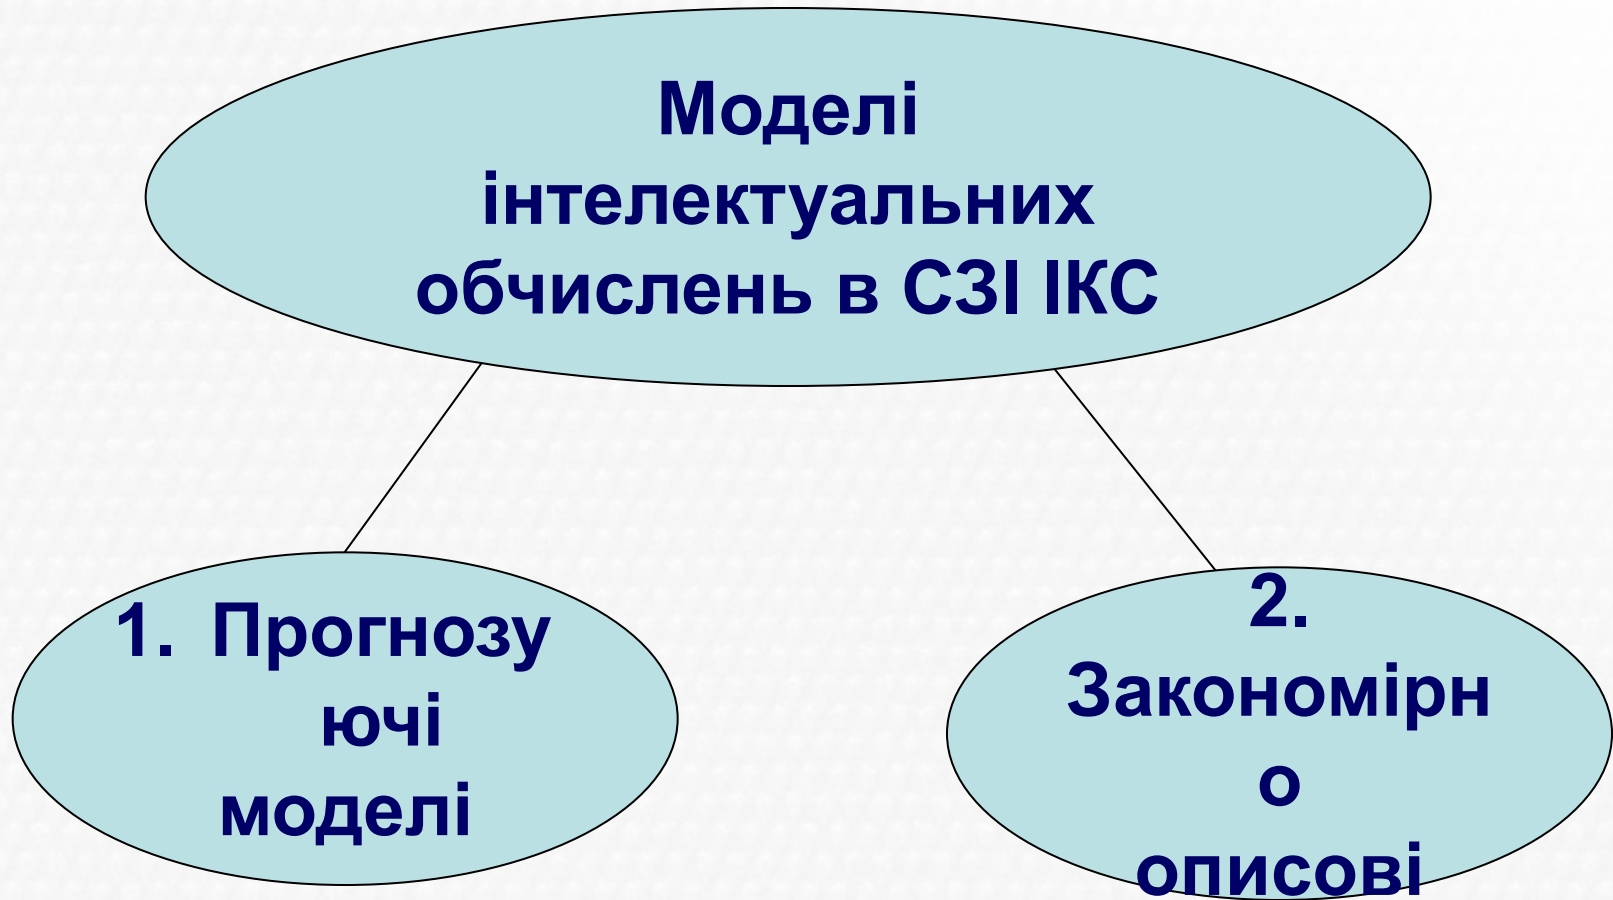 Моделі
інтелектуальних
обчислень в СЗІ ІКС
1. Прогнозу
ючі
моделі
2.
Закономірн
о
описові